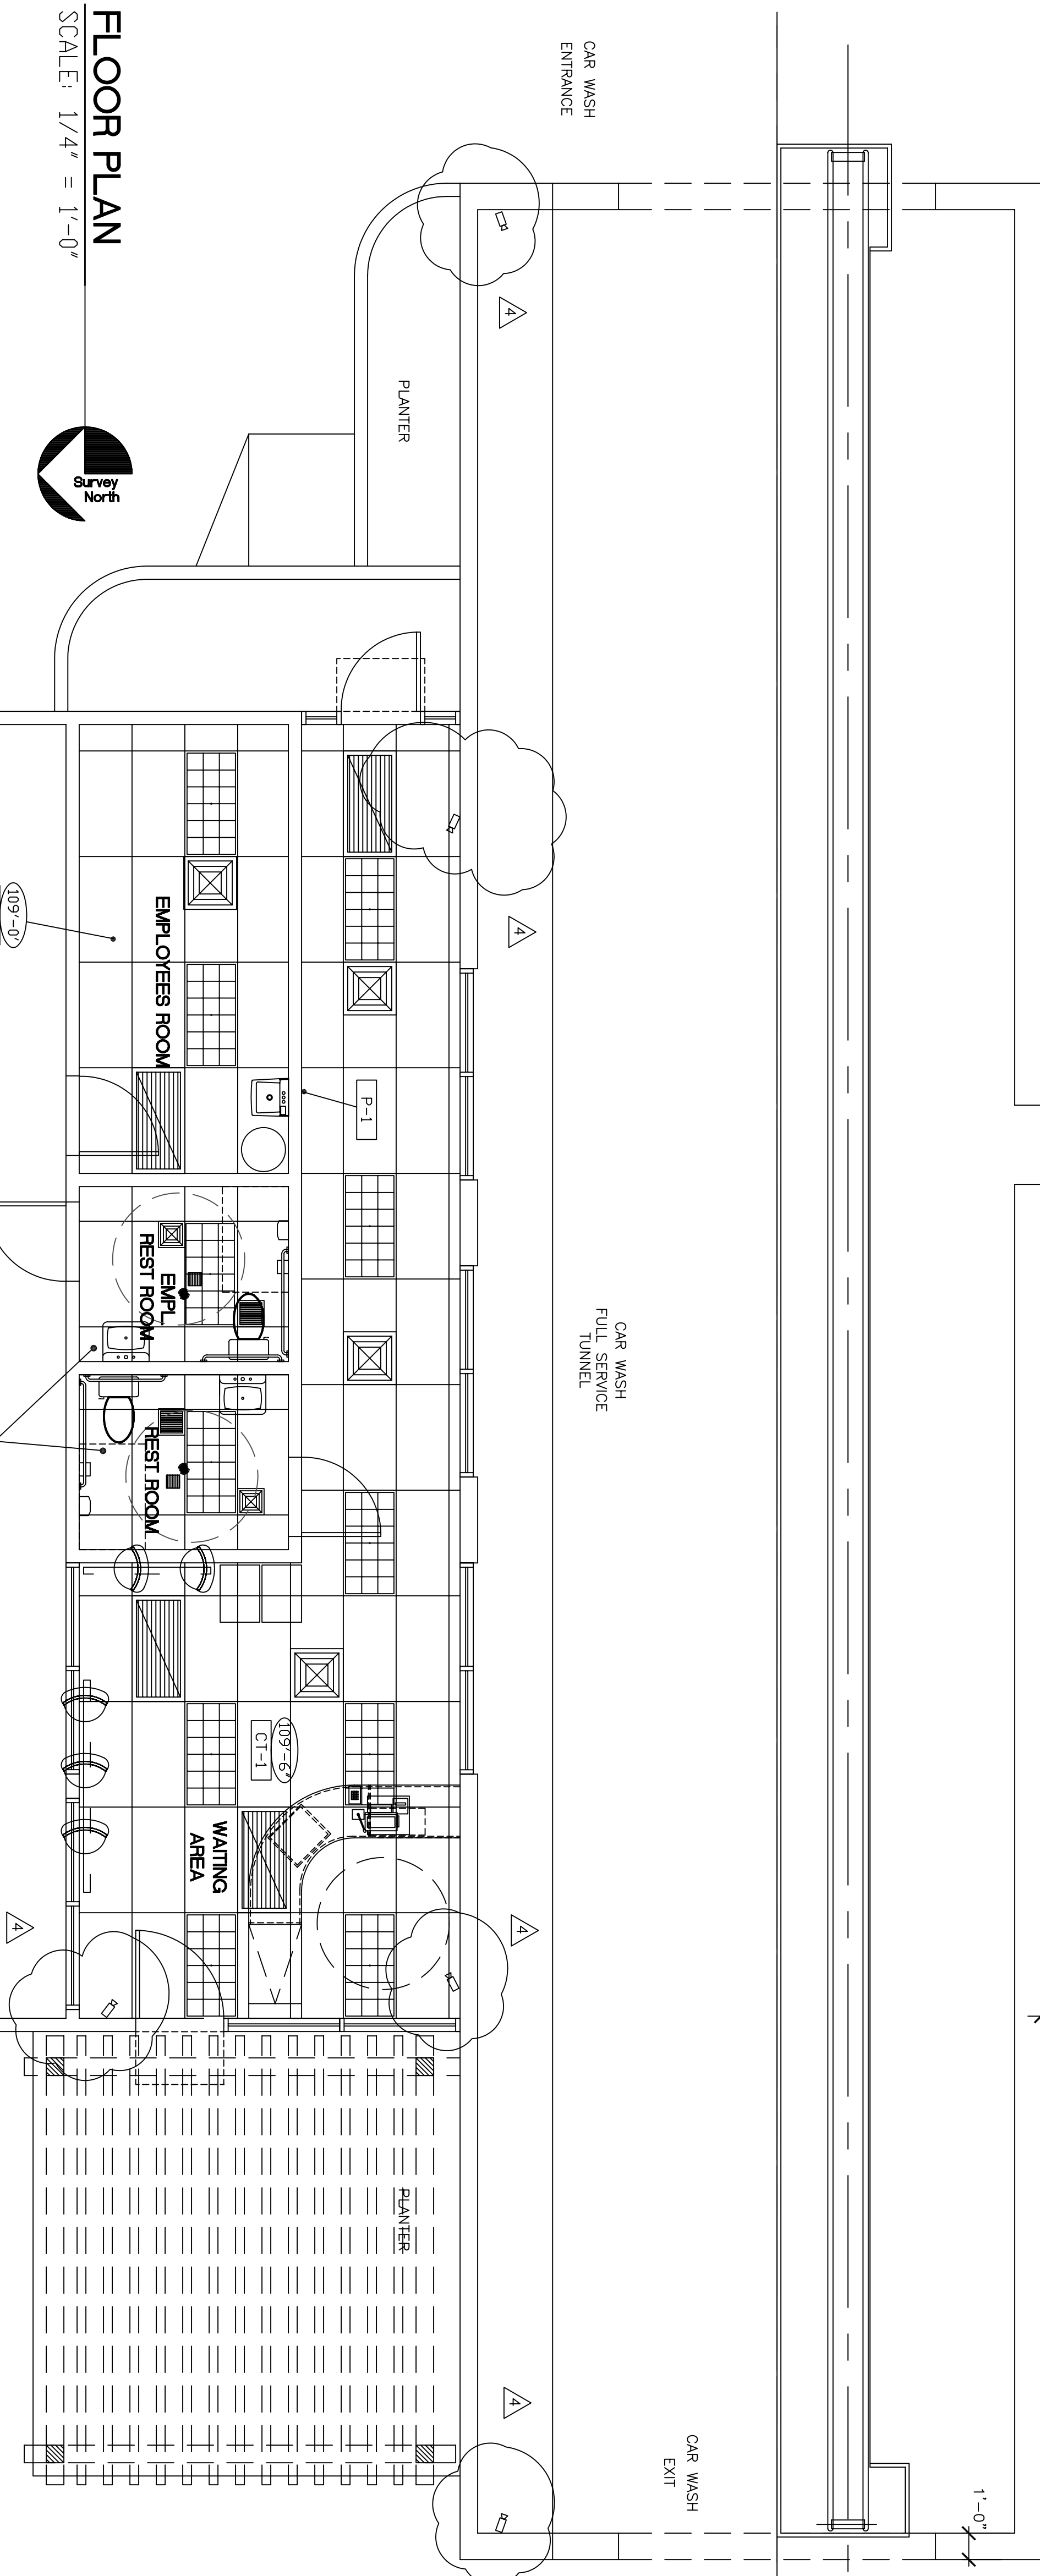 CAR WASH
ENTRANCE
CAR WASH
FULL SERVICE
TUNNEL
CAR WASH
EXIT
1'-0"
4
4
4
4
4
PLANTER
PLANTER
P-1
109'-6"
CT-1
WAITING
AREA
EMPLOYEES ROOM
EMPL
REST ROOM
REST ROOM
109'-0'
Survey
North
FLOOR PLAN
SCALE: 1/4" = 1'-0"